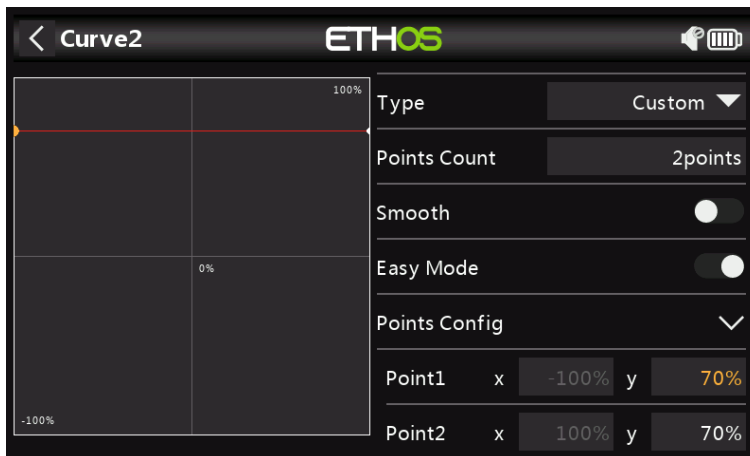 Curve2
ETHOS
100%
0%
-100%
Type Custom
Points Count 2points
Smooth
Easy Mode
Points Config
Point1 x -100% y 70%
Point2 x 100% y 70%